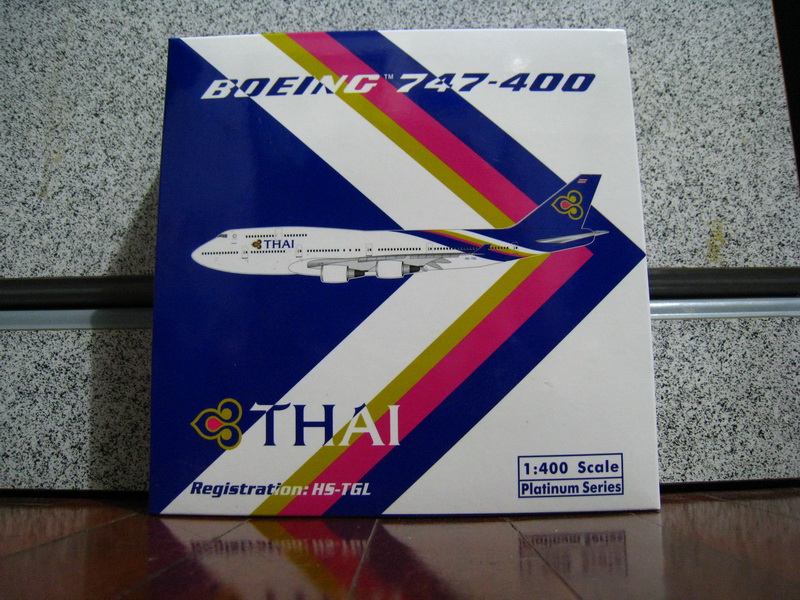 BOEING™ 747-400
THAI
THAI
Registration: HS-TGL
1:400 Scale
Platinum Series